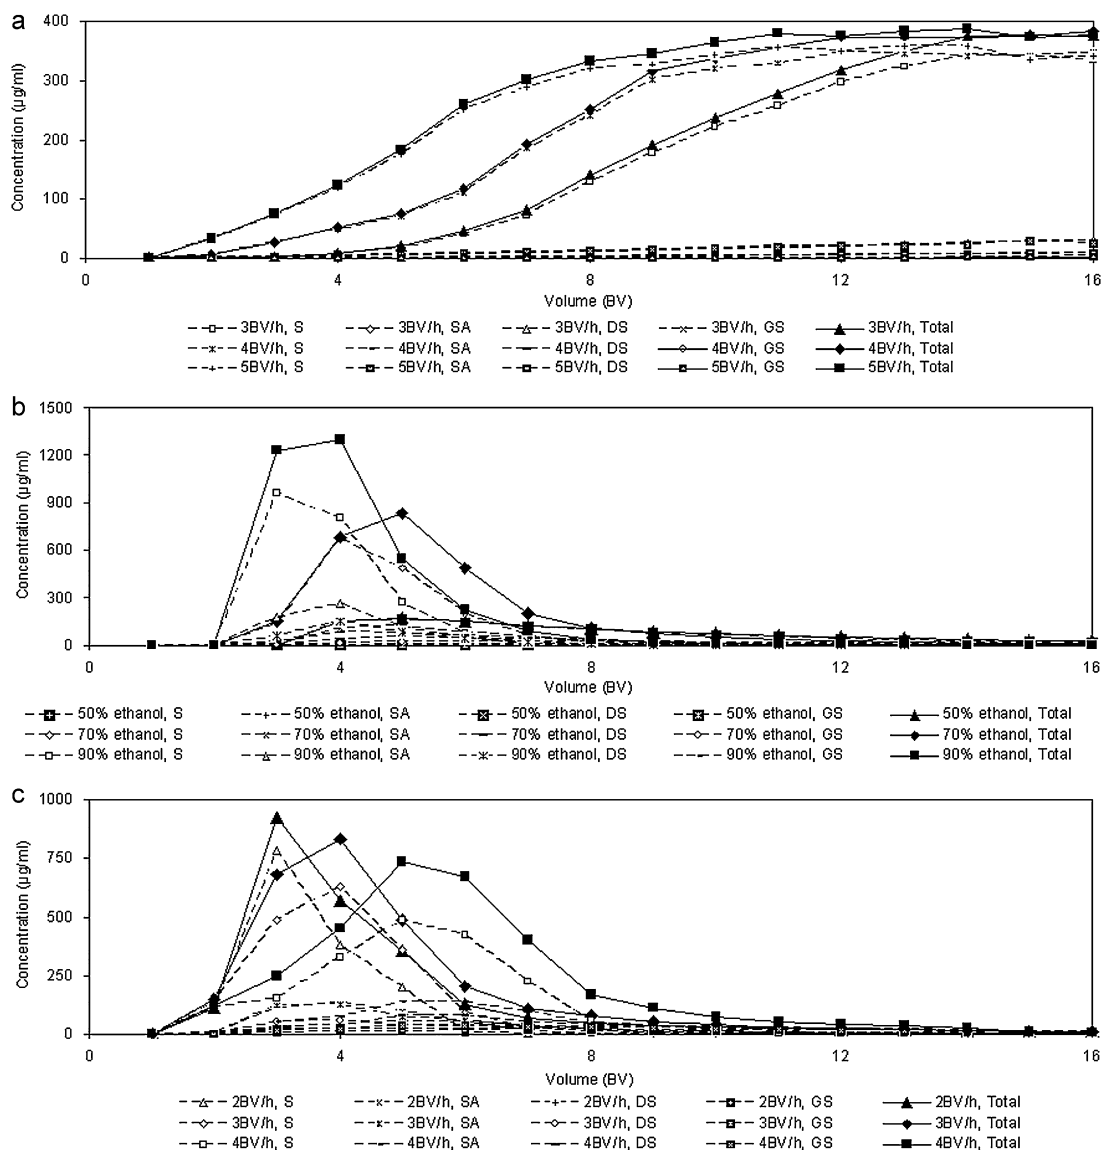 a
400
300
200
100
0
Concentration (µg/ml)
0 4 8 12 16
Volume (BV)
3BV/h, S 3BV/h, SA 3BV/h, DS 3BV/h, GS 3BV/h, Total
4BV/h, S 4BV/h, SA 4BV/h, DS 4BV/h, GS 4BV/h, Total
5BV/h, S 5BV/h, SA 5BV/h, DS 5BV/h, GS 5BV/h, Total
b
1500
1200
900
600
300
0
Concentration (µg/ml)
0 4 8 12 16
Volume (BV)
50% ethanol, S 50% ethanol, SA 50% ethanol, DS 50% ethanol, GS 50% ethanol, Total
70% ethanol, S 70% ethanol, SA 70% ethanol, DS 70% ethanol, GS 70% ethanol, Total
90% ethanol, S 90% ethanol, SA 90% ethanol, DS 90% ethanol, GS 90% ethanol, Total
c
1000
750
500
250
0
Concentration (µg/ml)
0 4 8 12 16
Volume (BV)
2BV/h, S 2BV/h, SA 2BV/h, DS 2BV/h, GS 2BV/h, Total
3BV/h, S 3BV/h, SA 3BV/h, DS 3BV/h, GS 3BV/h, Total
4BV/h, S 4BV/h, SA 4BV/h, DS 4BV/h, GS 4BV/h, Total